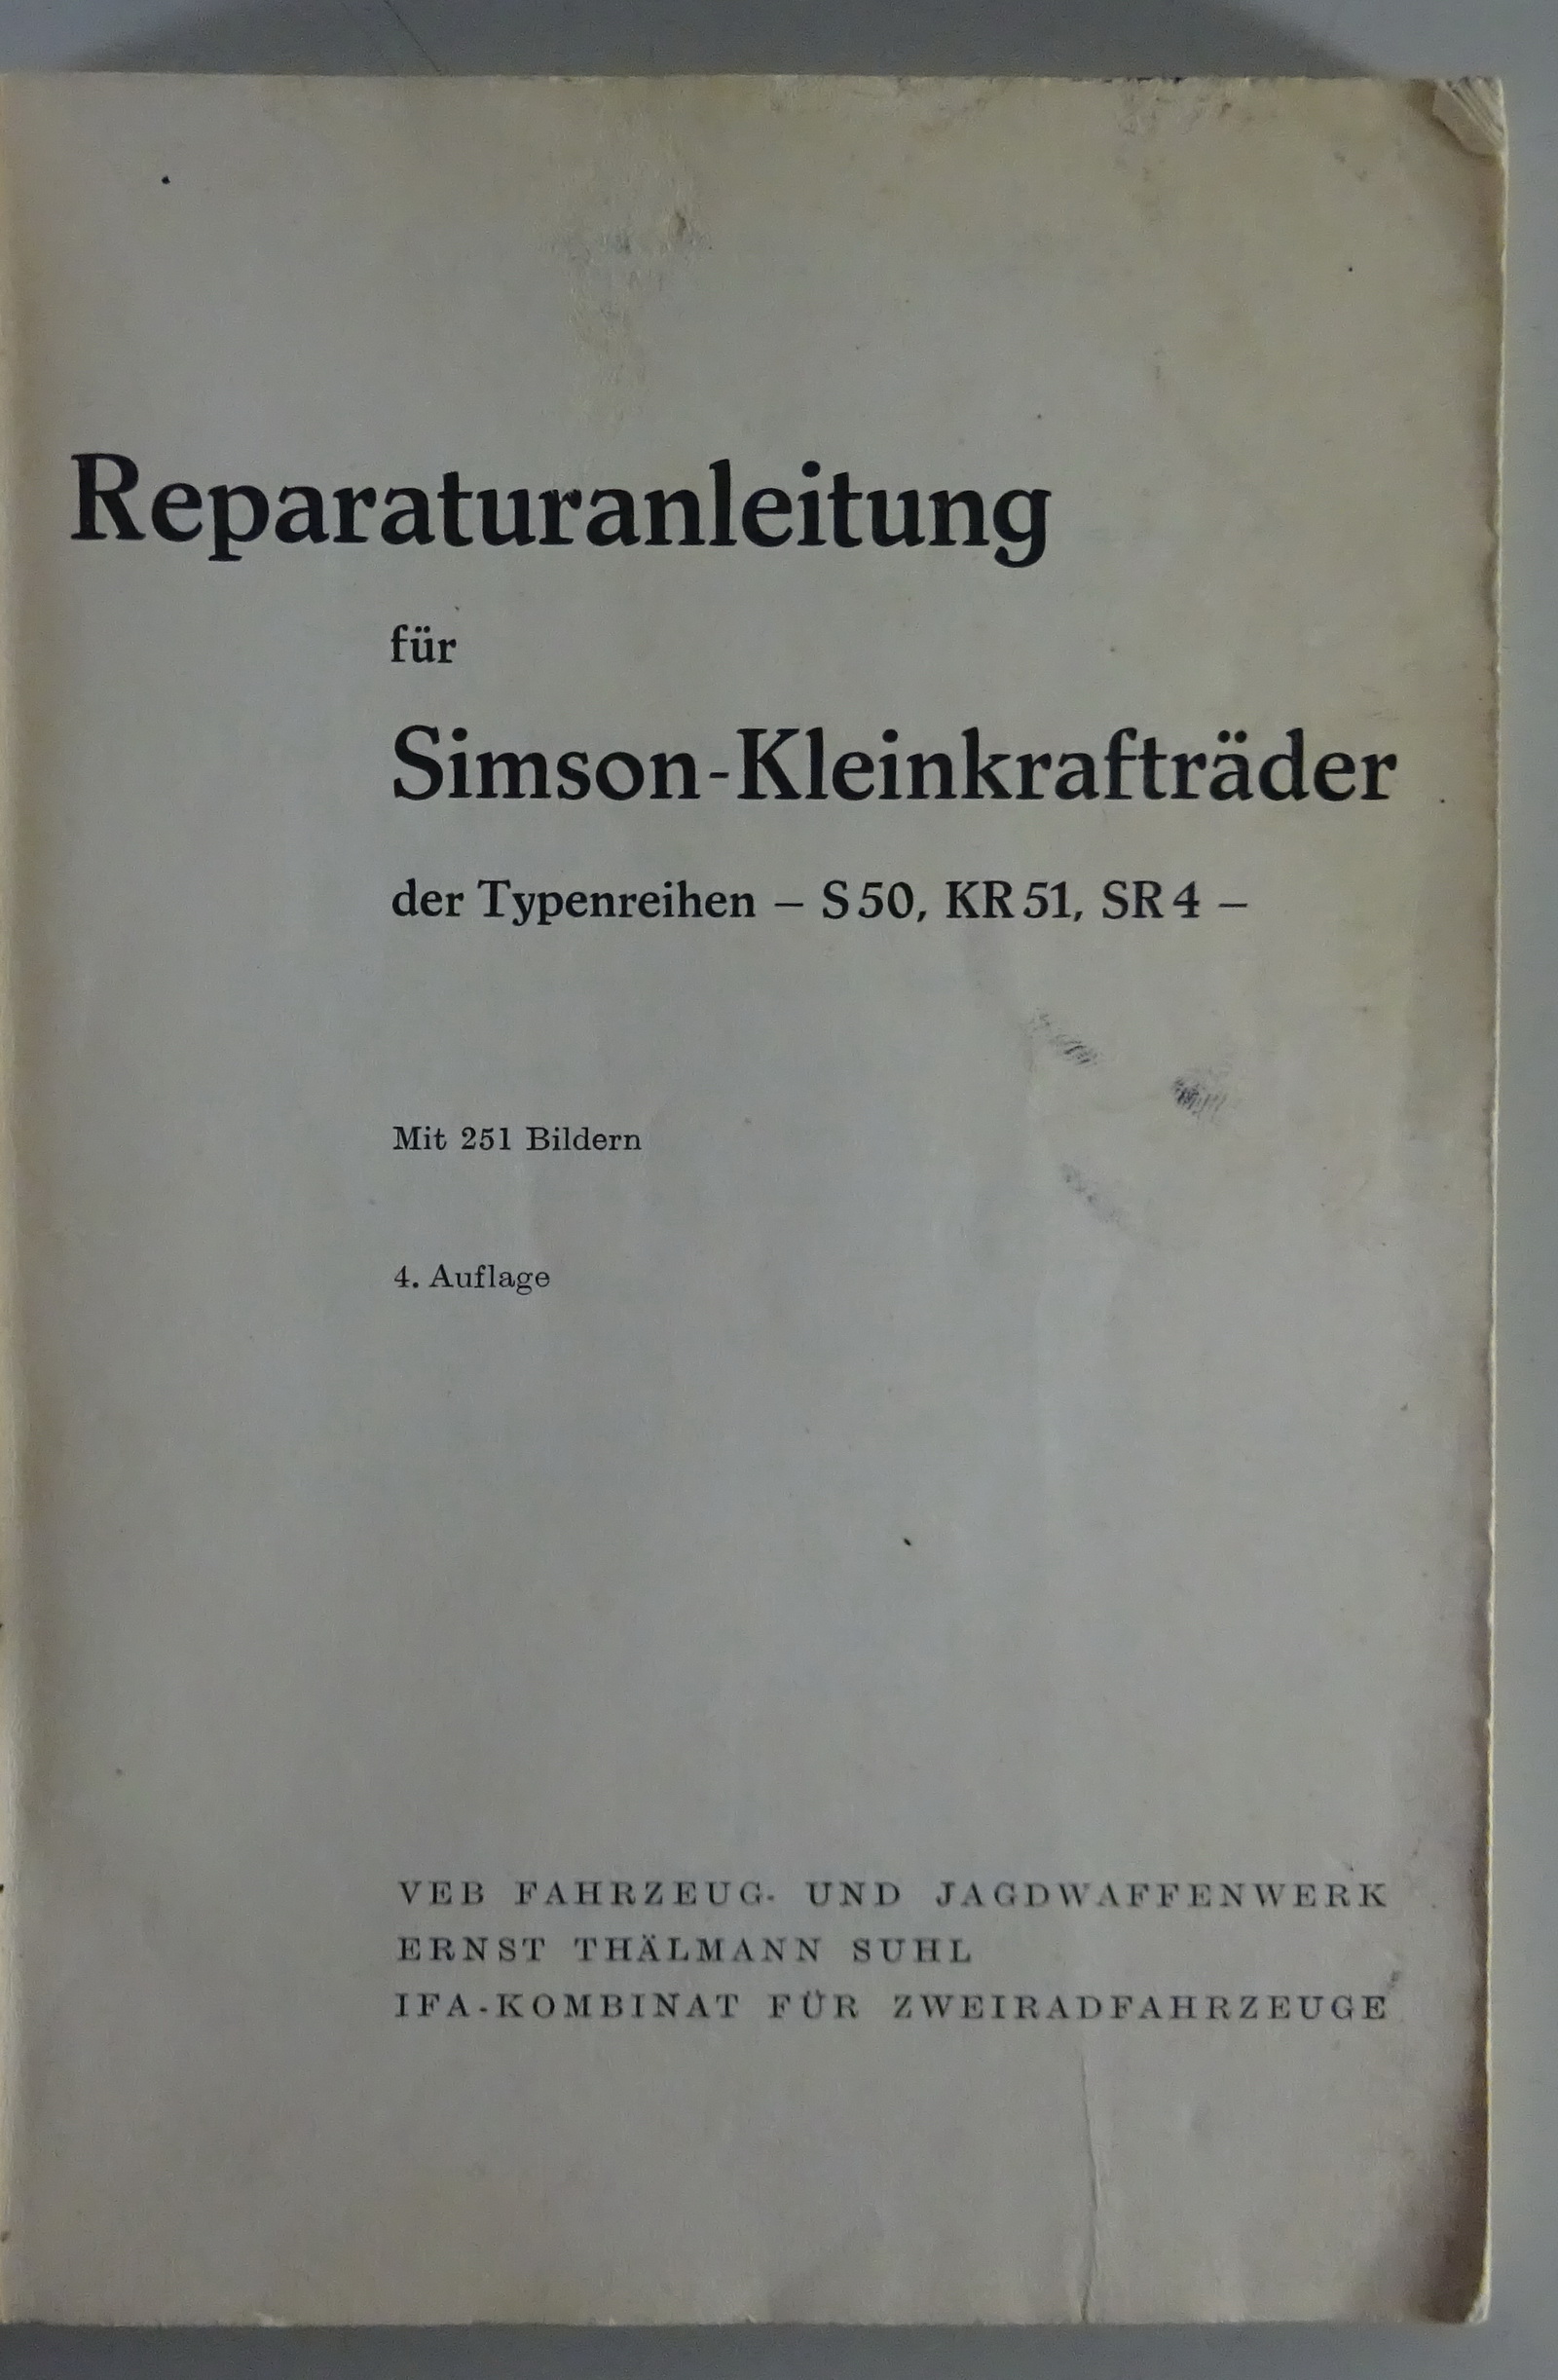 Reparaturanleitung
für
Simson-Kleinkrafträder
der Typenreihen – S 50, KR 51, SR 4 –
Mit 251 Bildern
4. Auflage
VEB FAHRZEUG- UND JAGDWAFFENWERK
ERNST THÄLMANN SUHL
IFA-KOMBINAT FÜR ZWEIRADFAHRZEUGE